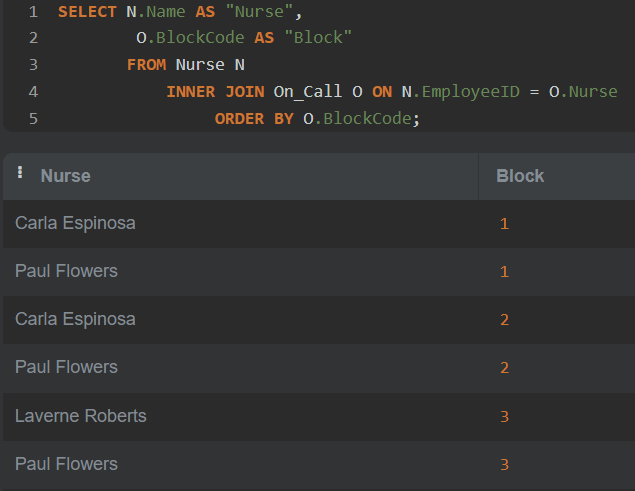 1 SELECT N.Name AS "Nurse",
2 O.BlockCode AS "Block"
3 FROM Nurse N
4 INNER JOIN On_Call O ON N.EmployeeID = O.Nurse
5 ORDER BY O.BlockCode;
Nurse Block
Carla Espinosa 1
Paul Flowers 1
Carla Espinosa 2
Paul Flowers 2
Laverne Roberts 3
Paul Flowers 3